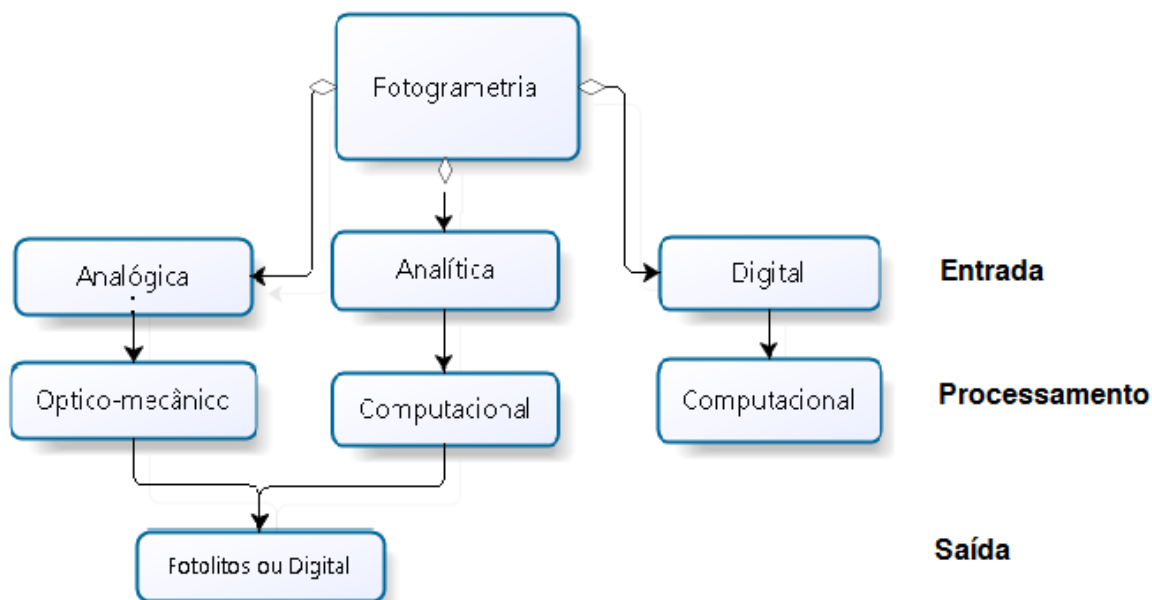 Fotogrametria
Analógica
Analítica
Digital
Entrada
Optico-mecânico
Computacional
Computacional
Processamento
Fotolitos ou Digital
Saída